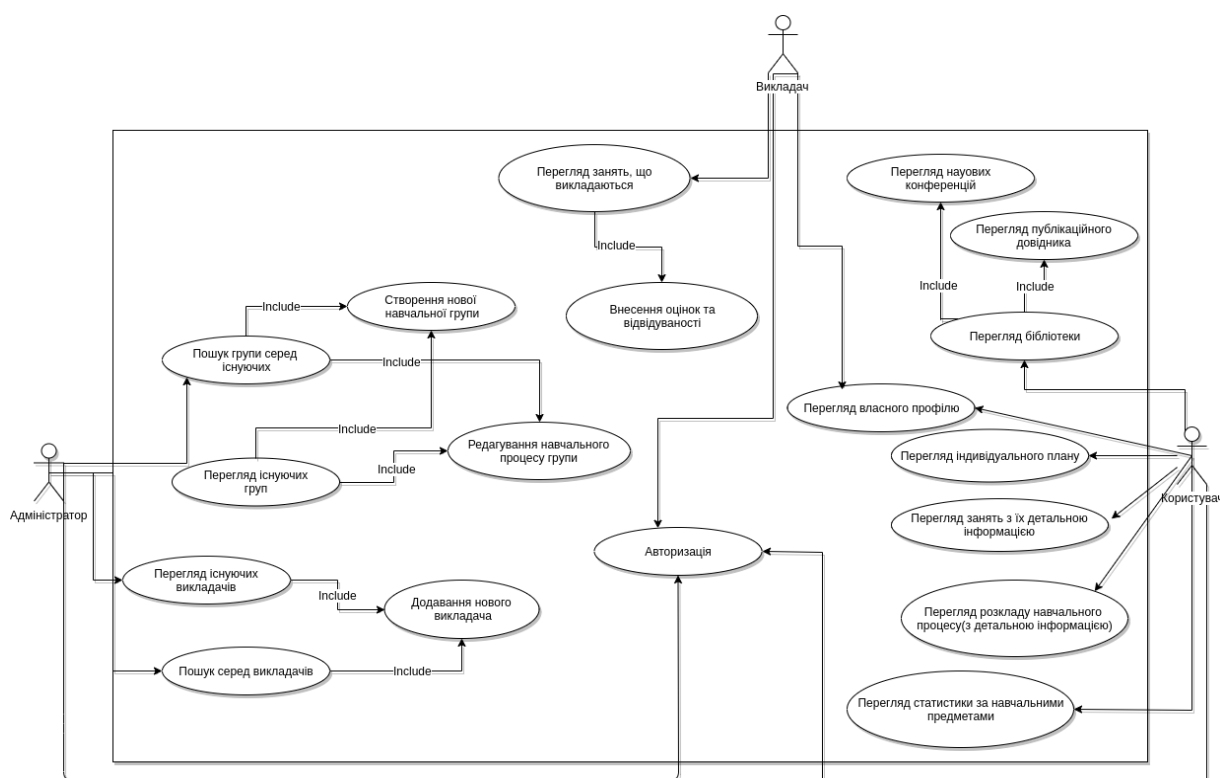 Викладач
Перегляд занять, що
викладаються
Перегляд наукових
конференцій
Перегляд публікаційного
довідника
Include
Include
Include
Внесення оцінок та
відвідуваності
Перегляд бібліотеки
Include
Створення нової
навчальної групи
Пошук групи серед
існуючих
Include
Перегляд власного профілю
Include
Редагування навчального
процесу групи
Перегляд індивідуального плану
Include
Перегляд існуючих
груп
Користувач
Адміністратор
Перегляд занять з їх детальною
інформацією
Авторизація
Перегляд існуючих
викладачів
Include
Додавання нового
викладача
Перегляд розкладу навчального
процесу(з детальною інформацією)
Пошук серед викладачів
Include
Перегляд статистики за навчальними
предметами